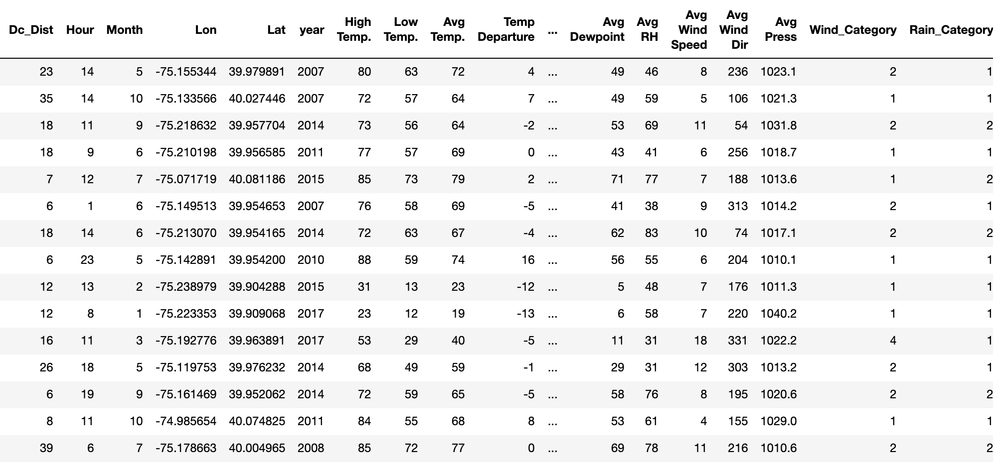 Dc_Dist Hour Month Lon Lat year High Temp. Low Temp. Avg Temp. Temp Departure ... Avg Dewpoint Avg RH Avg Wind Speed Avg Wind Dir Avg Press Wind_Category Rain_Category
23 14 5 -75.155344 39.979891 2007 80 63 72 4 ... 49 46 8 236 1023.1 2 1
35 14 10 -75.133566 40.027446 2007 72 57 64 7 ... 49 59 5 106 1021.3 1 1
18 11 9 -75.218632 39.957704 2014 73 56 64 -2 ... 53 69 11 54 1031.8 2 2
18 9 6 -75.210198 39.956585 2011 77 57 69 0 ... 43 41 6 256 1018.7 1 1
7 12 7 -75.071719 40.081186 2015 85 73 79 2 ... 71 77 7 188 1013.6 1 2
6 1 6 -75.149513 39.954653 2007 76 58 69 -5 ... 41 38 9 313 1014.2 2 1
18 14 6 -75.213070 39.954165 2014 72 63 67 -4 ... 62 83 10 74 1017.1 2 2
6 23 5 -75.142891 39.954200 2010 88 59 74 16 ... 56 55 6 204 1010.1 1 1
12 13 2 -75.238979 39.904288 2015 31 13 23 -12 ... 5 48 7 176 1011.3 1 1
12 8 1 -75.223353 39.909068 2017 23 12 19 -13 ... 6 58 7 220 1040.2 1 1
16 11 3 -75.192776 39.963891 2017 53 29 40 -5 ... 11 31 18 331 1022.2 4 1
26 18 5 -75.119753 39.976232 2014 68 49 59 -1 ... 29 31 12 303 1013.2 2 1
6 19 9 -75.161469 39.952062 2014 72 59 65 -5 ... 58 76 8 195 1020.6 2 2
8 11 10 -74.985654 40.074825 2011 84 55 68 8 ... 53 61 4 155 1029.0 1 1
39 6 7 -75.178663 40.004965 2008 85 72 77 0 ... 69 78 11 216 1010.6 2 2